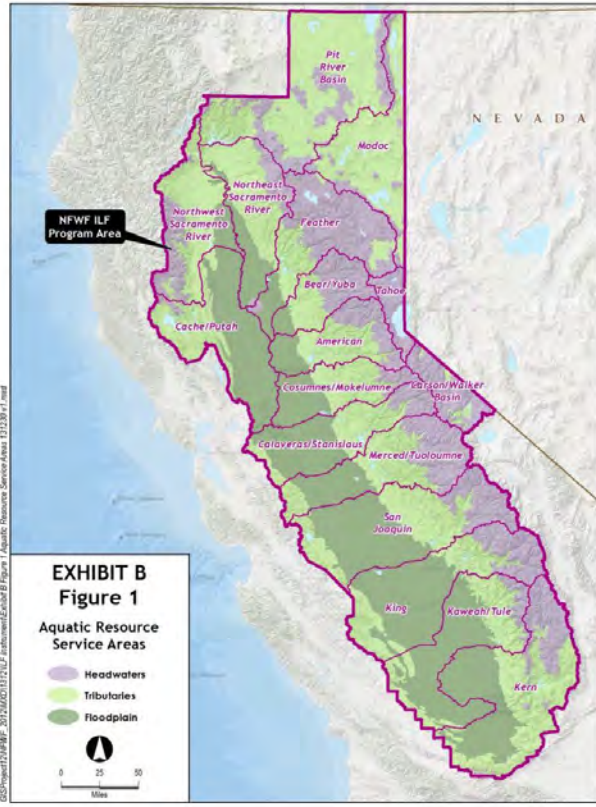 Pit
River
Basin
NEVADA
Modoc
Northeast
Sacramento
River
NFWF ILF
Program Area
Northwest
Sacramento
River
Feather
Bear/Yuba
Tahoe
Cache/Putah
American
Cosumnes/Mokelumne
Carson/Walker
Basin
Calaveras/Stanislaus
Merced/Tuoloumne
San
Joaquin
King
Kaweah/Tule
Kern
EXHIBIT B
Figure 1
Aquatic Resource
Service Areas
Headwaters
Tributaries
Floodplain
0 25 50
Miles